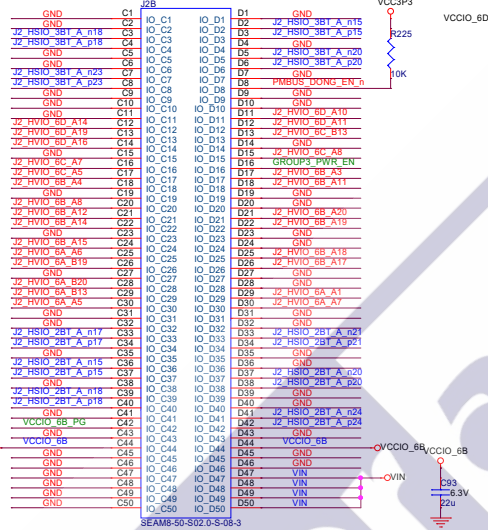 J2B VCC3P3
GND C1 IO_C1 IO_D1 D1 GND VCCIO_6D
GND C2 IO_C2 IO_D2 D2 J2_HSIO_3BT_A_n15
J2_HSIO_3BT_A_n18 C3 IO_C3 IO_D3 D3 J2_HSIO_3BT_A_p15 R225
J2_HSIO_3BT_A_p18 C4 IO_C4 IO_D4 D4 GND
GND C5 IO_C5 IO_D5 D5 J2_HSIO_3BT_A_n20
GND C6 IO_C6 IO_D6 D6 J2_HSIO_3BT_A_p20
J2_HSIO_3BT_A_n23 C7 IO_C7 IO_D7 D7 GND 10K
J2_HSIO_3BT_A_p23 C8 IO_C8 IO_D8 D8 PMBUS_DONG_EN_n
GND C9 IO_C9 IO_D9 D9 GND
GND C10 IO_C10 IO_D10 D10 GND
GND C11 IO_C11 IO_D11 D11 J2_HVIO_6D_A10
J2_HVIO_6D_A14 C12 IO_C12 IO_D12 D12 J2_HVIO_6D_A11
J2_HVIO_6D_A19 C13 IO_C13 IO_D13 D13 J2_HVIO_6C_B13
J2_HVIO_6D_A16 C14 IO_C14 IO_D14 D14 GND
GND C15 IO_C15 IO_D15 D15 J2_HVIO_6C_A8
J2_HVIO_6C_A7 C16 IO_C16 IO_D16 D16 GROUP3_PWR_EN
J2_HVIO_6C_A5 C17 IO_C17 IO_D17 D17 J2_HVIO_6B_A3
J2_HVIO_6B_A4 C18 IO_C18 IO_D18 D18 J2_HVIO_6B_A11
GND C19 IO_C19 IO_D19 D19 GND
J2_HVIO_6B_A8 C20 IO_C20 IO_D20 D20 GND
J2_HVIO_6B_A12 C21 IO_C21 IO_D21 D21 J2_HVIO_6B_A20
J2_HVIO_6B_A14 C22 IO_C22 IO_D22 D22 J2_HVIO_6B_A19
GND C23 IO_C23 IO_D23 D23 GND
J2_HVIO_6B_A15 C24 IO_C24 IO_D24 D24 GND
J2_HVIO_6A_A6 C25 IO_C25 IO_D25 D25 J2_HVIO_6B_A18
J2_HVIO_6A_B19 C26 IO_C26 IO_D26 D26 J2_HVIO_6B_A17
GND C27 IO_C27 IO_D27 D27 GND
J2_HVIO_6A_B20 C28 IO_C28 IO_D28 D28 GND
J2_HVIO_6A_B13 C29 IO_C29 IO_D29 D29 J2_HVIO_6A_A1
J2_HVIO_6A_A5 C30 IO_C30 IO_D30 D30 J2_HVIO_6A_A7
GND C31 IO_C31 IO_D31 D31 GND
GND C32 IO_C32 IO_D32 D32 GND
J2_HSIO_2BT_A_n17 C33 IO_C33 IO_D33 D33 J2_HSIO_2BT_A_n21
J2_HSIO_2BT_A_p17 C34 IO_C34 IO_D34 D34 J2_HSIO_2BT_A_p21
GND C35 IO_C35 IO_D35 D35 GND
J2_HSIO_2BT_A_n15 C36 IO_C36 IO_D36 D36 GND
J2_HSIO_2BT_A_p15 C37 IO_C37 IO_D37 D37 J2_HSIO_2BT_A_n20
GND C38 IO_C38 IO_D38 D38 J2_HSIO_2BT_A_p20
J2_HSIO_2BT_A_n18 C39 IO_C39 IO_D39 D39 GND
J2_HSIO_2BT_A_p18 C40 IO_C40 IO_D40 D40 GND
GND C41 IO_C41 IO_D41 D41 J2_HSIO_2BT_A_n24
VCCIO_6B_PG C42 IO_C42 IO_D42 D42 J2_HSIO_2BT_A_p24
GND C43 IO_C43 IO_D43 D43 GND
VCCIO_6B C44 IO_C44 IO_D44 D44 VCCIO_6B VCCIO_6B VCCIO_6B
GND C45 IO_C45 IO_D45 D45 GND
GND C46 IO_C46 IO_D46 D46 GND
GND C47 IO_C47 IO_D47 D47 VIN VIN
GND C48 IO_C48 IO_D48 D48 VIN C93
GND C49 IO_C49 IO_D49 D49 VIN 6.3V
GND C50 IO_C50 IO_D50 D50 VIN 22u
SEAM8-50-S02.0-S-08-3